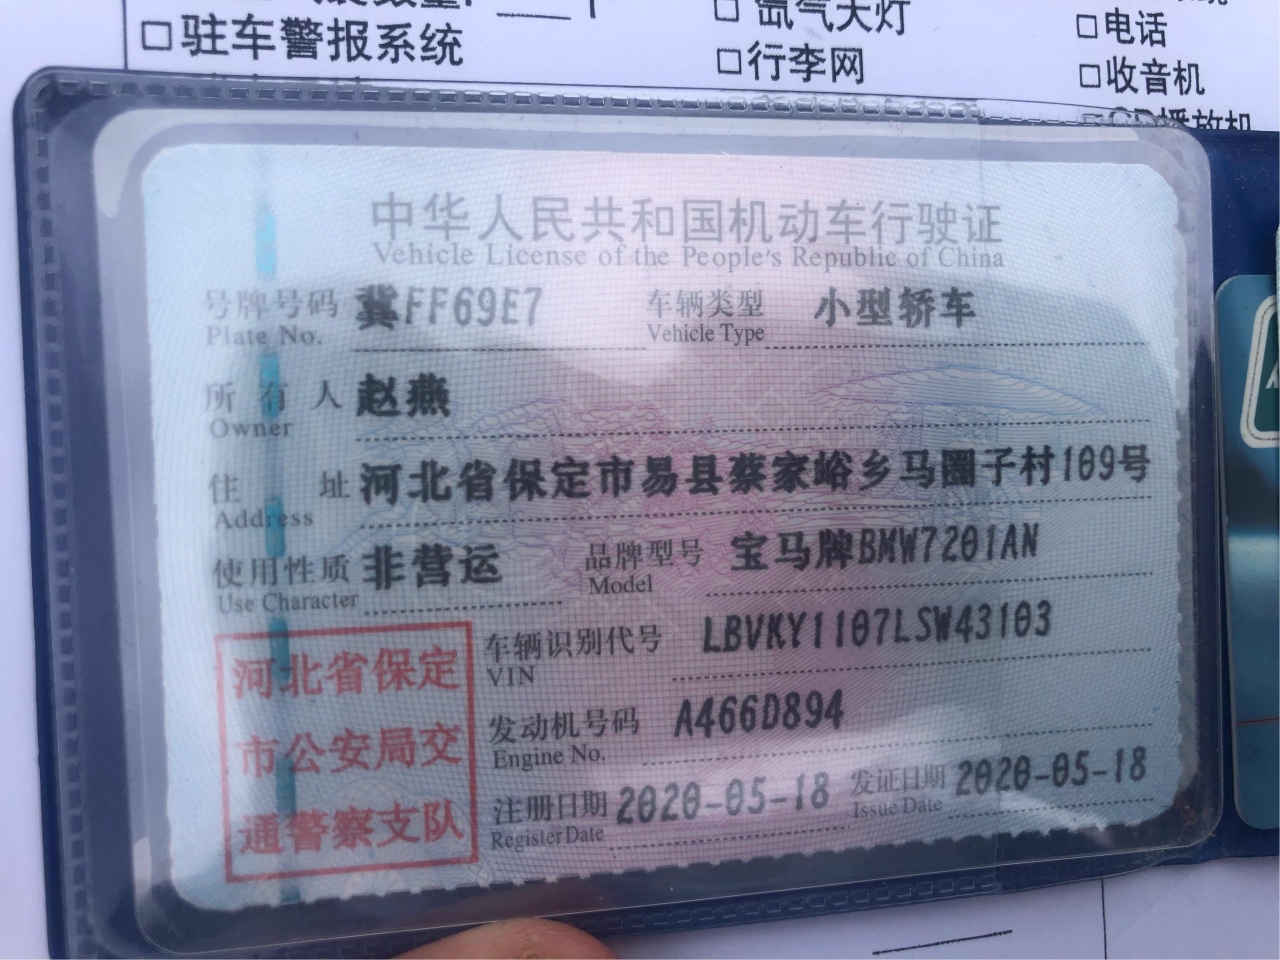 □驻车警报系统
□氙气大灯
□行李网
□电话
□收音机
□CD播放机
中华人民共和国机动车行驶证
Vehicle License of the People's Republic of China
号牌号码 冀FF69E7 车辆类型 小型轿车
Plate No. Vehicle Type
所有人 赵燕
Owner
住址 河北省保定市易县蔡家峪乡马圈子村109号
Address
使用性质 非营运 品牌型号 宝马牌BMW7201AN
Use Character Model
车辆识别代号 LBVKY1107LSW43103
VIN
发动机号码 A466D894
Engine No.
注册日期 2020-05-18 发证日期 2020-05-18
Register Date Issue Date
河北省保定
市公安局交
通警察支队